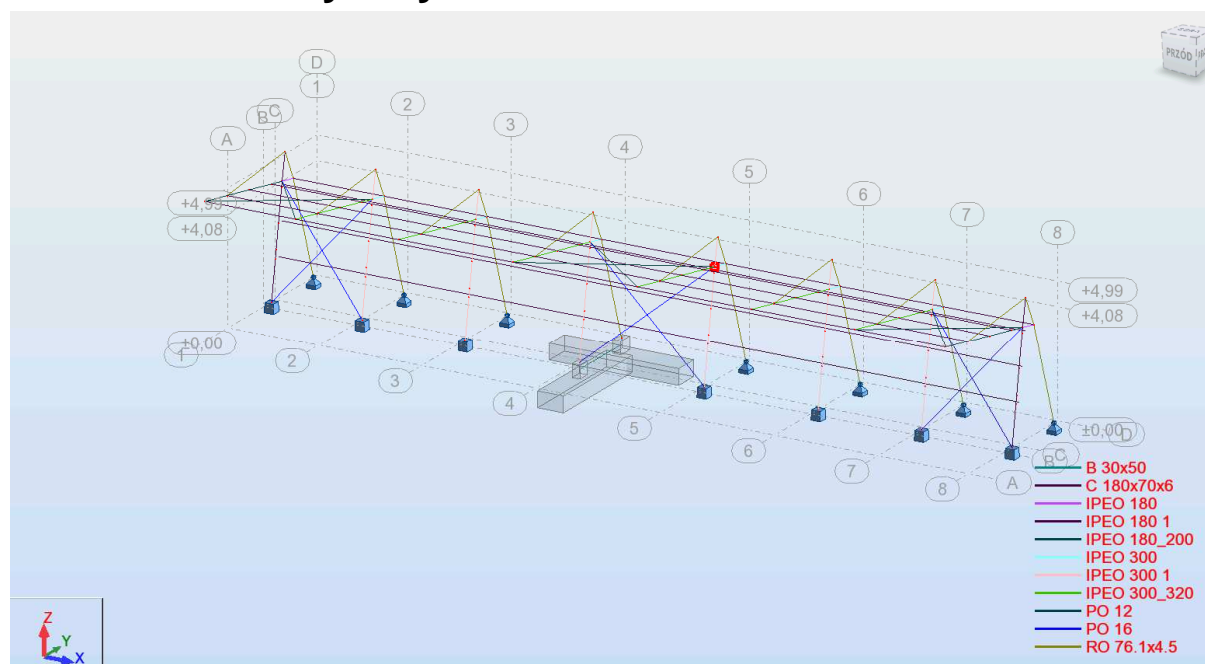 PRZÓD
D
1
2
3
4
5
6
7
8
C
B
A
+4,99
+4,08
+4,99
+4,08
±0,00
1
2
3
4
5
6
7
8
A
B
C
D
±0,00
B 30x50
C 180x70x6
IPEO 180
IPEO 180 1
IPEO 180_200
IPEO 300
IPEO 300 1
IPEO 300_320
PO 12
PO 16
RO 76.1x4.5
Z
Y
X